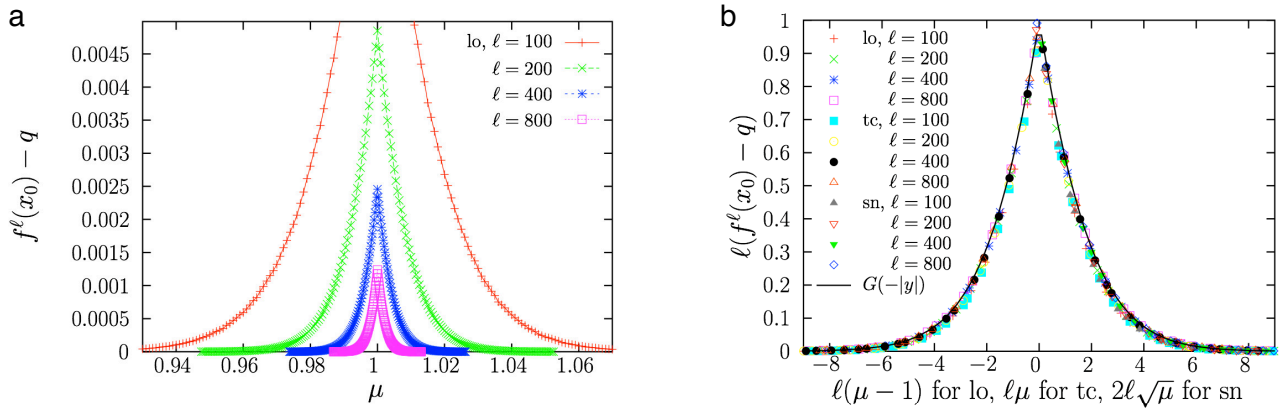 a
0.005
0.0045
0.004
0.0035
0.003
0.0025
0.002
0.0015
0.001
0.0005
0
f^ℓ(x₀) − q
lo, ℓ = 100
ℓ = 200
ℓ = 400
ℓ = 800
0.94 0.96 0.98 1 1.02 1.04 1.06
μ
b
1
0.9
0.8
0.7
0.6
0.5
0.4
0.3
0.2
0.1
0
ℓ(f^ℓ(x₀) − q)
lo, ℓ = 100
ℓ = 200
ℓ = 400
ℓ = 800
tc, ℓ = 100
ℓ = 200
ℓ = 400
ℓ = 800
sn, ℓ = 100
ℓ = 200
ℓ = 400
ℓ = 800
G(−|y|)
-8 -6 -4 -2 0 2 4 6 8
ℓ(μ − 1) for lo, ℓμ for tc, 2ℓ√μ for sn